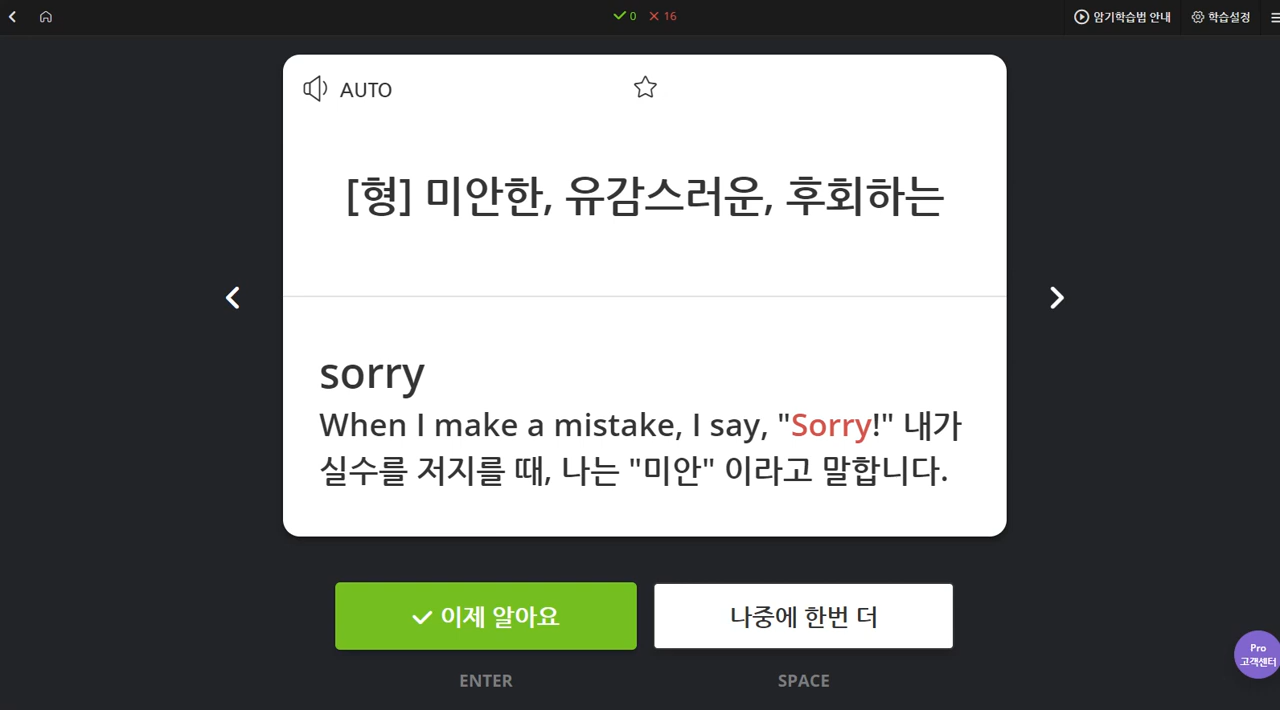 0 16
암기학습법 안내 학습설정
AUTO
[형] 미안한, 유감스러운, 후회하는
sorry
When I make a mistake, I say, "Sorry!" 내가
실수를 저지를 때, 나는 "미안" 이라고 말합니다.
이제 알아요 나중에 한번 더
ENTER SPACE
Pro
고객센터